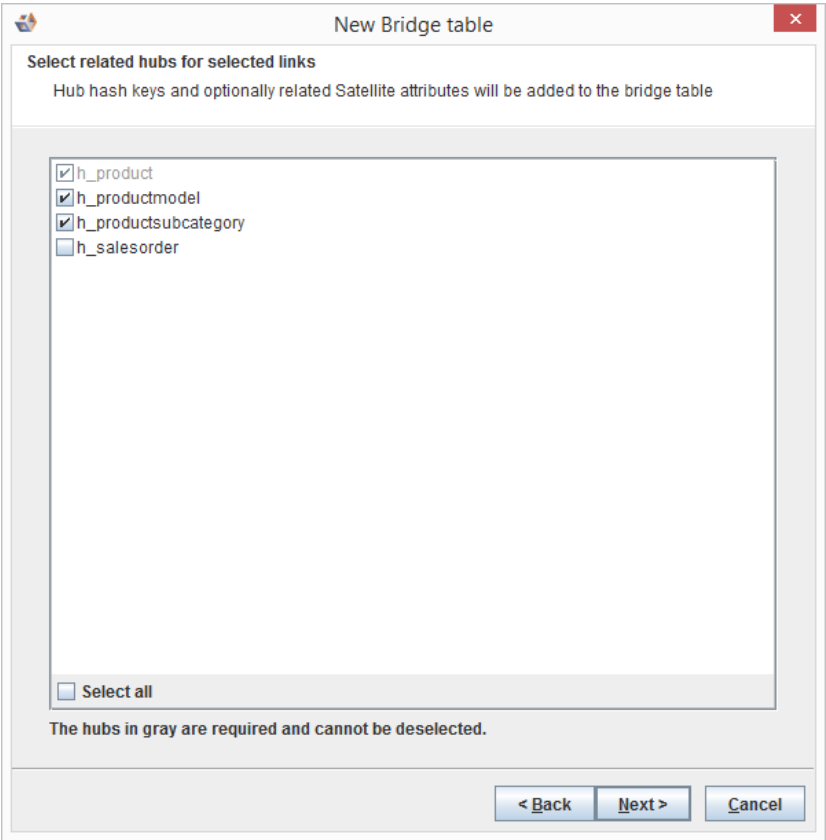 New Bridge table
Select related hubs for selected links
Hub hash keys and optionally related Satellite attributes will be added to the bridge table
h_product
h_productmodel
h_productsubcategory
h_salesorder
Select all
The hubs in gray are required and cannot be deselected.
< Back Next > Cancel